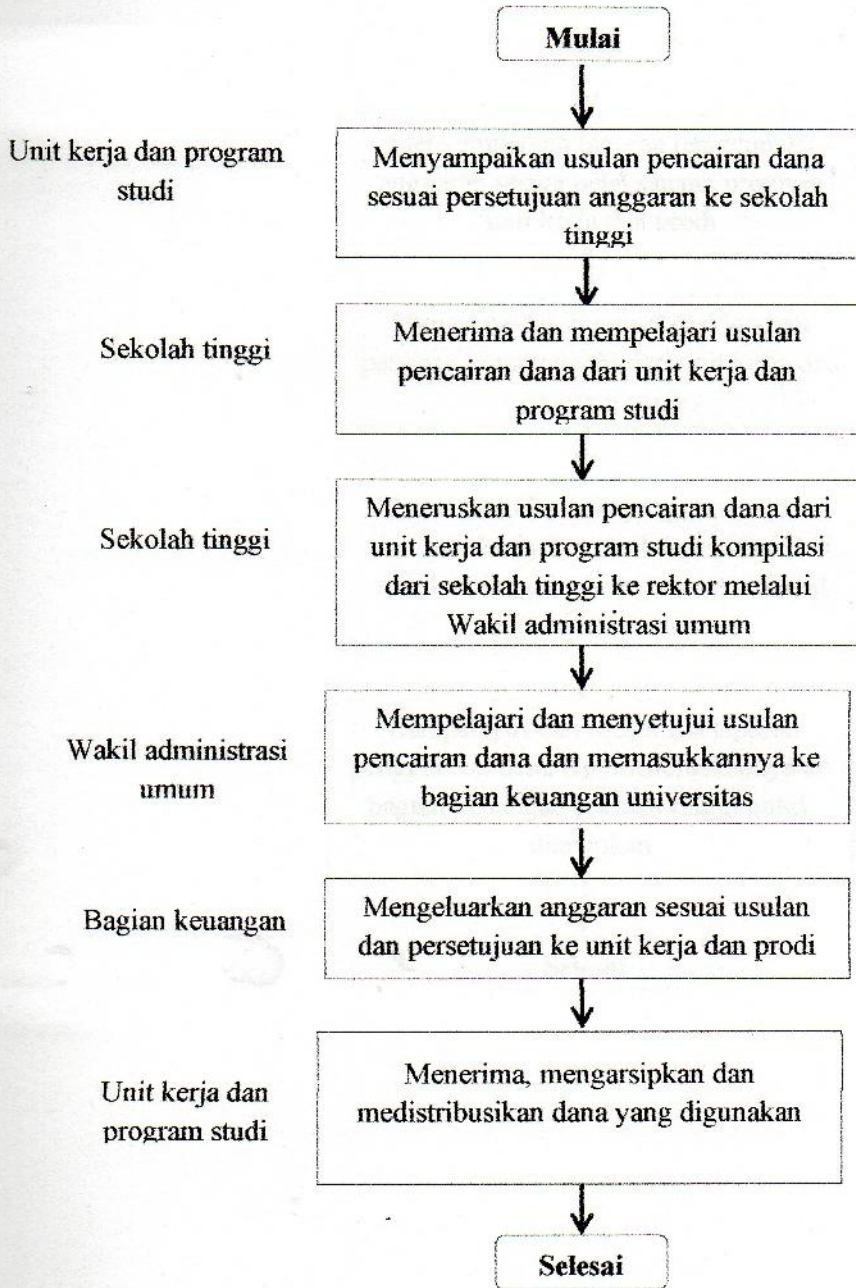 Mulai
Unit kerja dan program
studi
Menyampaikan usulan pencairan dana
sesuai persetujuan anggaran ke sekolah
tinggi
Sekolah tinggi
Menerima dan mempelajari usulan
pencairan dana dari unit kerja dan
program studi
Sekolah tinggi
Meneruskan usulan pencairan dana dari
unit kerja dan program studi kompilasi
dari sekolah tinggi ke rektor melalui
Wakil administrasi umum
Wakil administrasi
umum
Mempelajari dan menyetujui usulan
pencairan dana dan memasukkannya ke
bagian keuangan universitas
Bagian keuangan
Mengeluarkan anggaran sesuai usulan
dan persetujuan ke unit kerja dan prodi
Unit kerja dan
program studi
Menerima, mengarsipkan dan
medistribusikan dana yang digunakan
Selesai